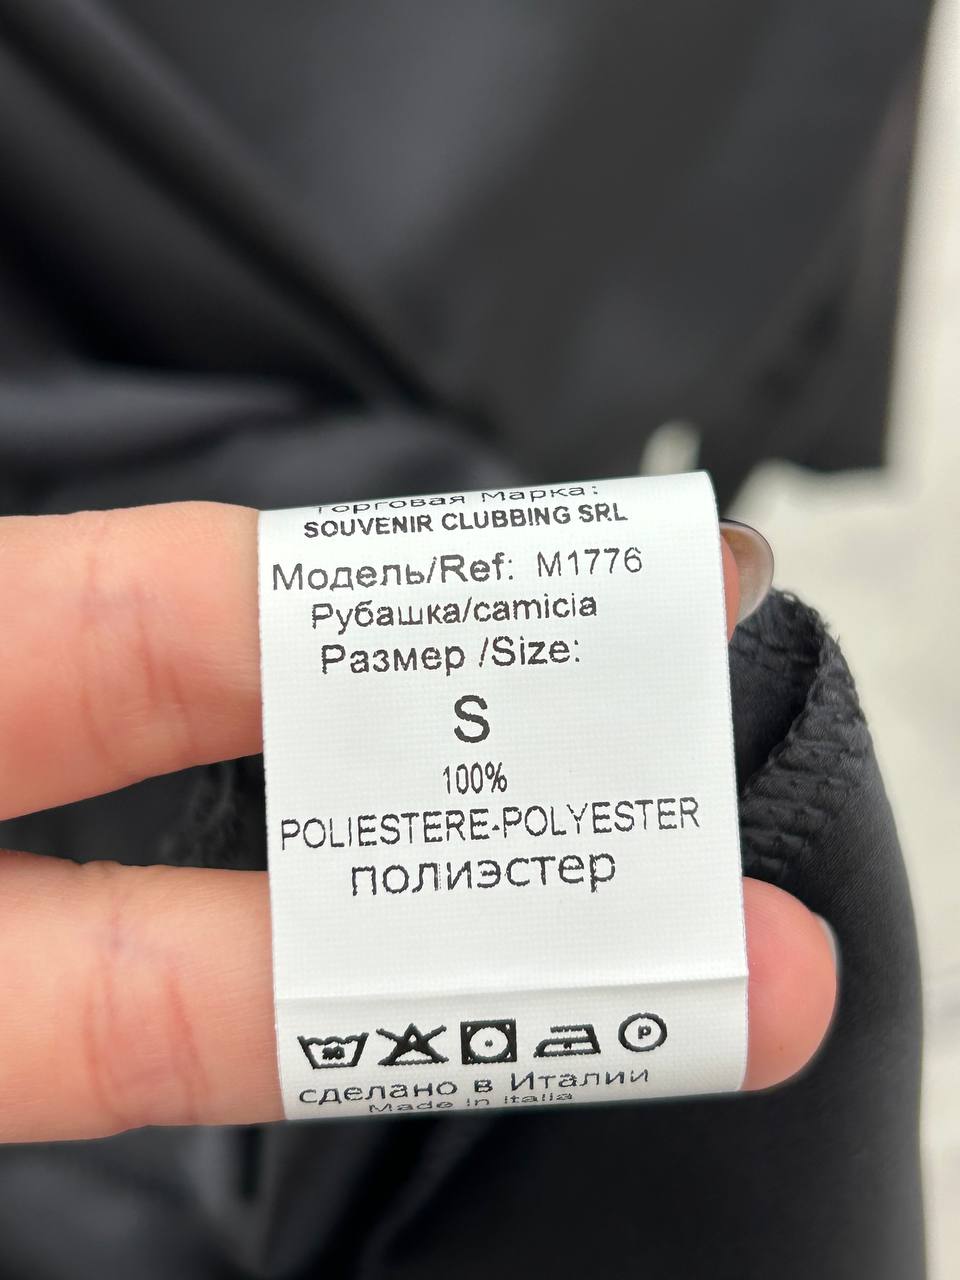 Торговая Марка:
SOUVENIR CLUBBING SRL
Модель/Ref: M1776
Рубашка/camicia
Размер /Size:
S
100%
POLIESTERE-POLYESTER
полиэстер
P
сделано в Италии
Made in Italia